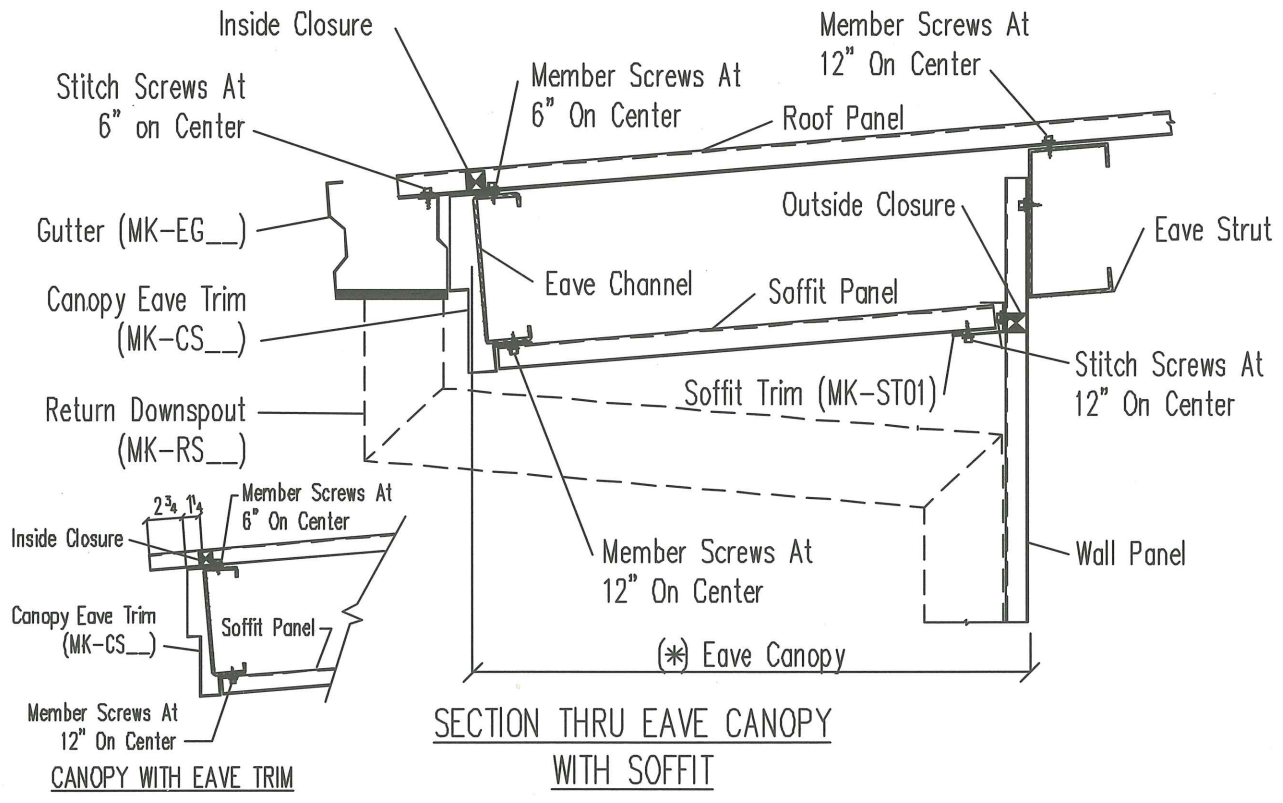 Inside Closure
Member Screws At
12" On Center
Stitch Screws At
6" on Center
Member Screws At
6" On Center
Roof Panel
Gutter (MK-EG__)
Outside Closure
Eave Strut
Canopy Eave Trim
(MK-CS__)
Eave Channel
Soffit Panel
Return Downspout
(MK-RS__)
Soffit Trim (MK-ST01)
Stitch Screws At
12" On Center
2 3/4 1 1/4
Member Screws At
6" On Center
Inside Closure
Member Screws At
12" On Center
Wall Panel
Canopy Eave Trim
(MK-CS__)
Soffit Panel
(*) Eave Canopy
Member Screws At
12" On Center
CANOPY WITH EAVE TRIM
SECTION THRU EAVE CANOPY
WITH SOFFIT